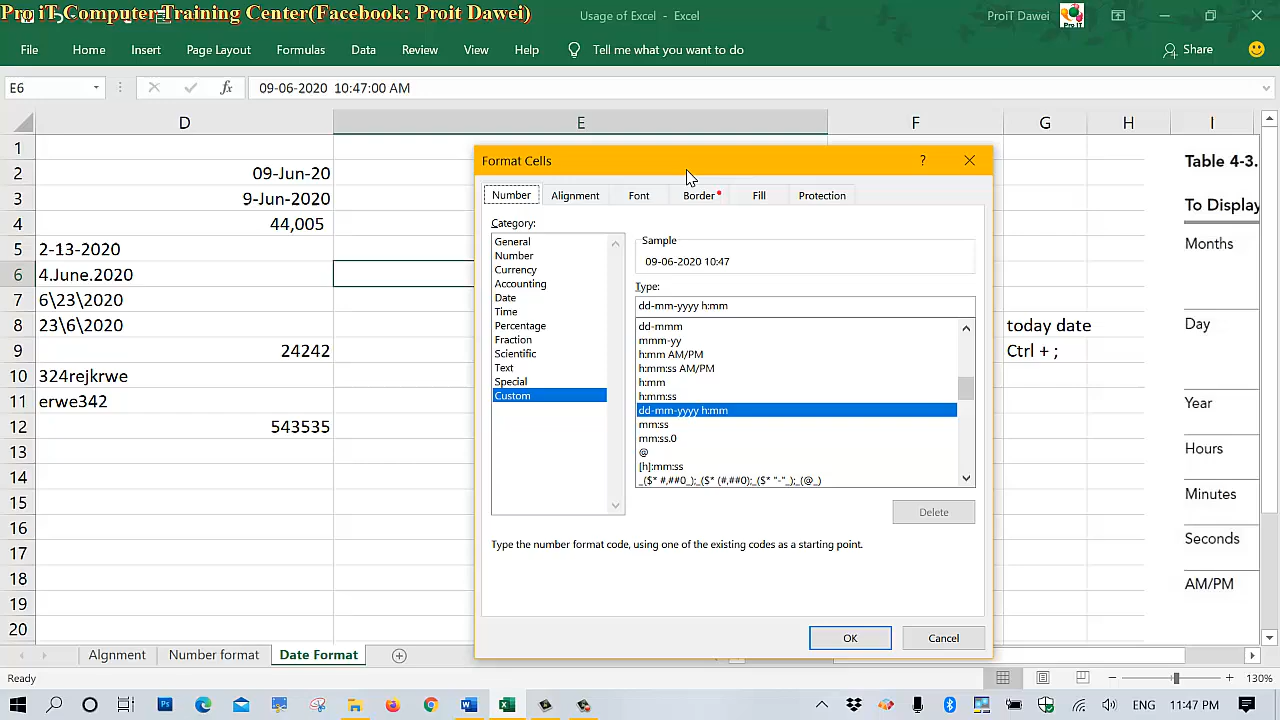 Pro iT Computer Training Center(Facebook: Proit Dawei)
Usage of Excel - Excel
ProiT Dawei
Pro IT
File Home Insert Page Layout Formulas Data Review View Help Tell me what you want to do Share
E6 fx 09-06-2020 10:47:00 AM
D E F G H I
1
2 09-Jun-20
3 9-Jun-2020
4 44,005
5 2-13-2020
6 4.June.2020
7 6\23\2020
8 23\6\2020 today date
9 24242 Ctrl + ;
10 324rejkrwe
11 erwe342
12 543535
13
14
15
16
17
18
19
20
Format Cells ?
Number Alignment Font Border Fill Protection
Category:
General
Number
Currency
Accounting
Date
Time
Percentage
Fraction
Scientific
Text
Special
Custom
Sample
09-06-2020 10:47
Type:
dd-mm-yyyy h:mm
dd-mmm
mmm-yy
h:mm AM/PM
h:mm:ss AM/PM
h:mm
h:mm:ss
dd-mm-yyyy h:mm
mm:ss
mm:ss.0
@
[h]:mm:ss
_($* #,##0_);_($* (#,##0);_($* "-"_);_(@_)
Delete
Type the number format code, using one of the existing codes as a starting point.
OK Cancel
Table 4-3.
To Display
Months
Day
Year
Hours
Minutes
Seconds
AM/PM
Alignment Number format Date Format
Ready 130%
ENG 11:47 PM